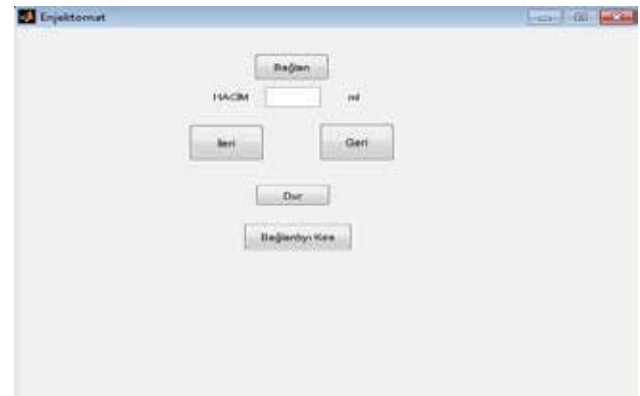 Enjektomat
Bağlan
HACİM ml
İleri Geri
Dur
Bağlantıyı Kes